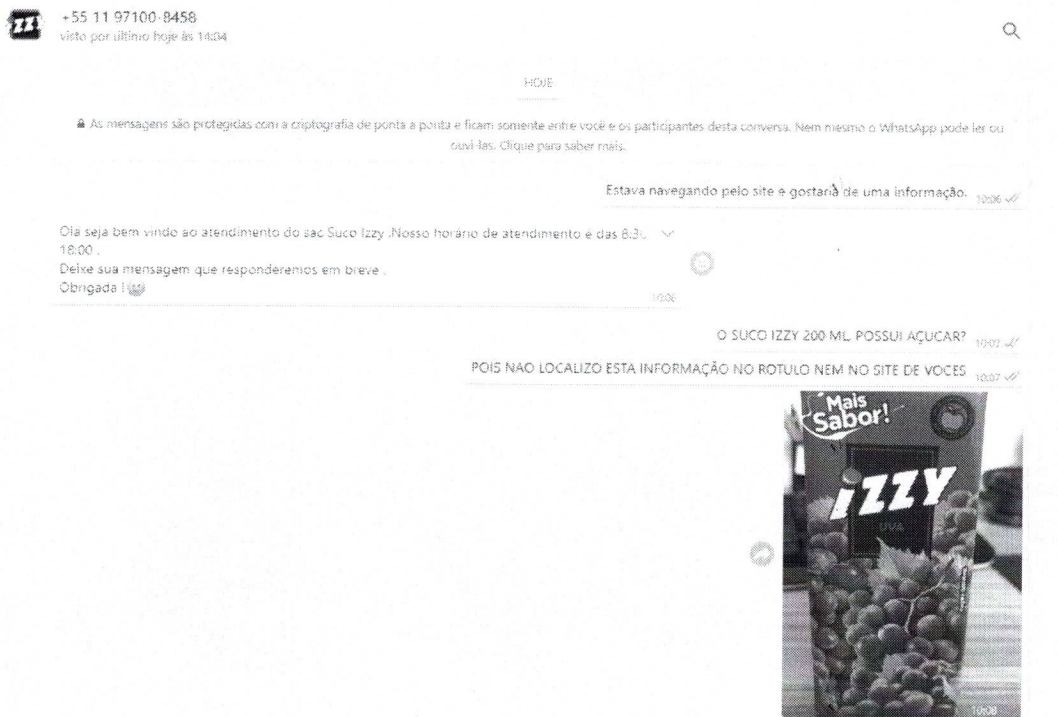 +55 11 97100-8458
visto por último hoje às 14:04
HOJE
As mensagens são protegidas com a criptografia de ponta a ponta e ficam somente entre você e os participantes desta conversa. Nem mesmo o WhatsApp pode ler ou
ouvi-las. Clique para saber mais.
Estava navegando pelo site e gostaria de uma informação. 10:06
Olá seja bem vindo ao atendimento do sac Suco Izzy .Nosso horário de atendimento é das 8:30
18:00 .
Deixe sua mensagem que responderemos em breve .
Obrigada !
10:06
O SUCO IZZY 200 ML, POSSUI AÇUCAR? 10:07
POIS NAO LOCALIZO ESTA INFORMAÇÃO NO ROTULO NEM NO SITE DE VOCES 10:07
Mais
Sabor!
iZZY
UVA
10:08